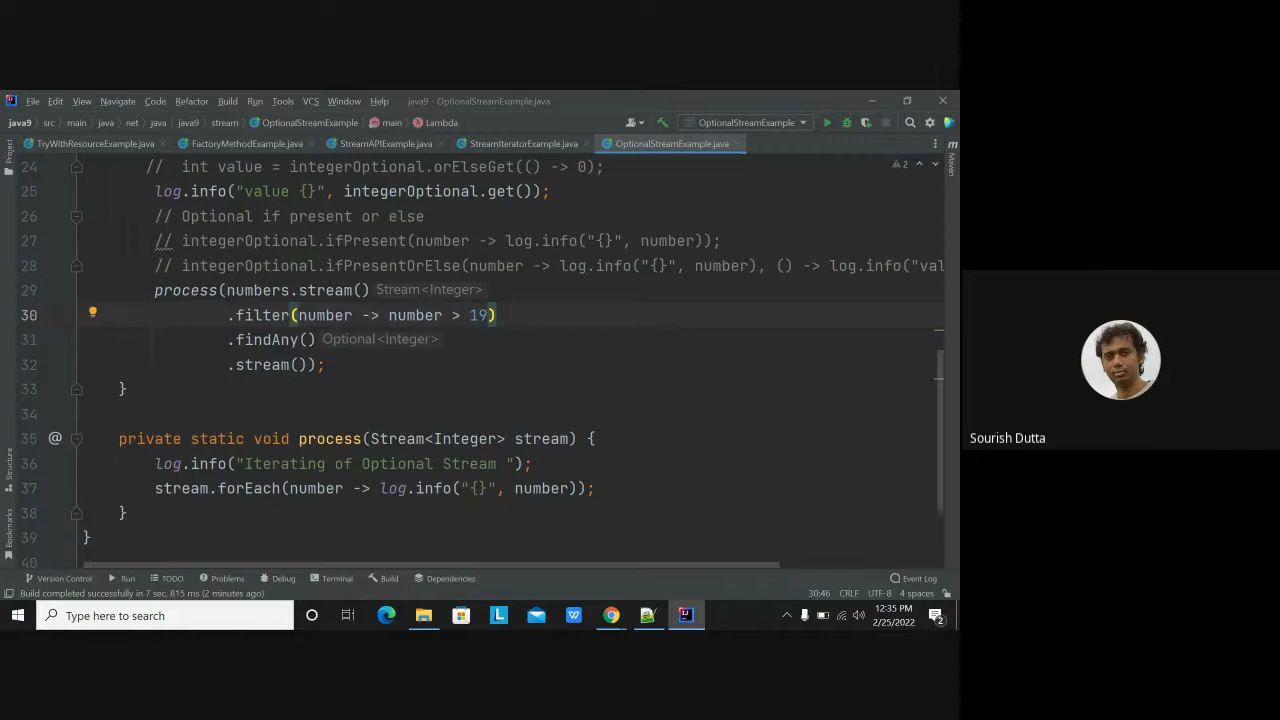 File Edit View Navigate Code Refactor Build Run Tools VCS Window Help java9 - OptionalStreamExample.java
java9 src main java net java java9 stream OptionalStreamExample main Lambda OptionalStreamExample
TryWithResourceExample.java FactoryMethodExample.java StreamAPIExample.java StreamIteratorExample.java OptionalStreamExample.java
Project
Maven
24 // int value = integerOptional.orElseGet(() -> 0); 2
25 log.info("value {}", integerOptional.get());
26 // Optional if present or else
27 // integerOptional.ifPresent(number -> log.info("{}", number));
28 // integerOptional.ifPresentOrElse(number -> log.info("{}", number), () -> log.info("val
29 process(numbers.stream() Stream<Integer>
30 .filter(number -> number > 19)
31 .findAny() Optional<Integer>
32 .stream());
33 }
34
35 @ private static void process(Stream<Integer> stream) {
36 log.info("Iterating of Optional Stream ");
37 stream.forEach(number -> log.info("{}", number));
38 }
39 }
40
Structure
Bookmarks
Sourish Dutta
Version Control Run TODO Problems Debug Terminal Build Dependencies Event Log
Build completed successfully in 7 sec, 815 ms (2 minutes ago) 30:46 CRLF UTF-8 4 spaces
Type here to search L W 12:35 PM
2/25/2022 2